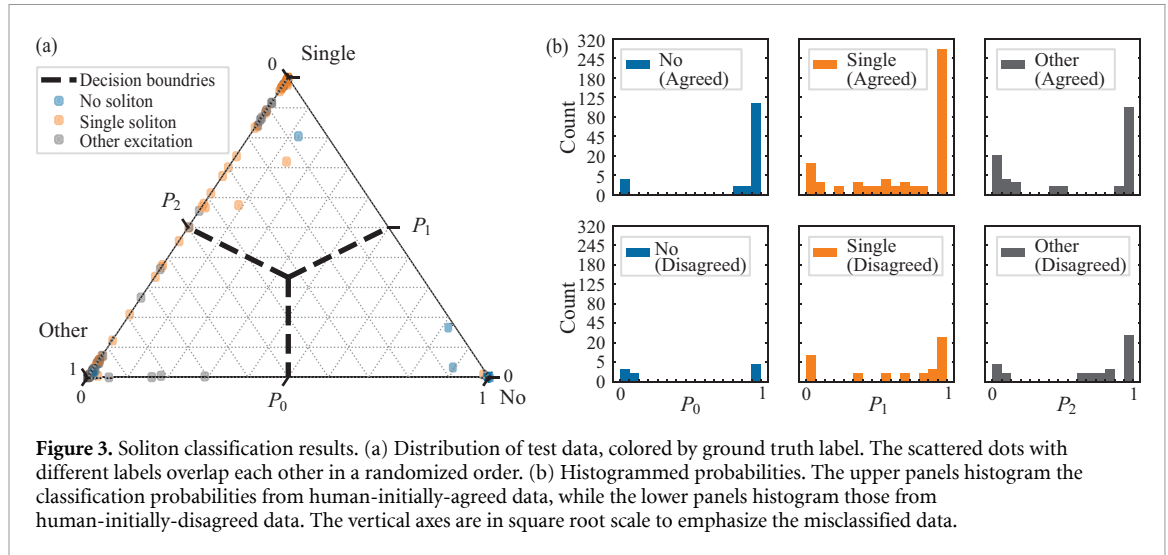 (a)
Single
0
Decision boundries
No soliton
Single soliton
Other excitation
P2
P1
Other
1
0
P0
1
0
No
(b)
320
245
180
125
80
45
20
5
0
Count
No
(Agreed)
Single
(Agreed)
Other
(Agreed)
320
245
180
125
80
45
20
5
0
Count
No
(Disagreed)
Single
(Disagreed)
Other
(Disagreed)
0 P0 1
0 P1 1
0 P2 1
Figure 3. Soliton classification results. (a) Distribution of test data, colored by ground truth label. The scattered dots with
different labels overlap each other in a randomized order. (b) Histogrammed probabilities. The upper panels histogram the
classification probabilities from human-initially-agreed data, while the lower panels histogram those from
human-initially-disagreed data. The vertical axes are in square root scale to emphasize the misclassified data.